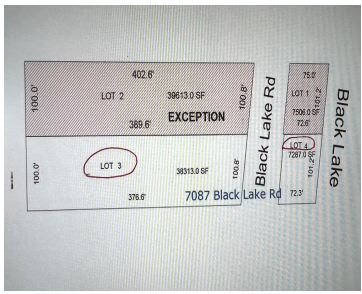 402.6'
75.0'
100.0'
LOT 2
39613.0 SF
100.8'
LOT 1
101.2'
7506.0 SF
389.6'
EXCEPTION
72.6'
Black Lake Rd
Black Lake
LOT 4
7287.0 SF
101.2'
100.0'
LOT 3
38313.0 SF
100.8'
376.6'
7087 Black Lake Rd
72.3'